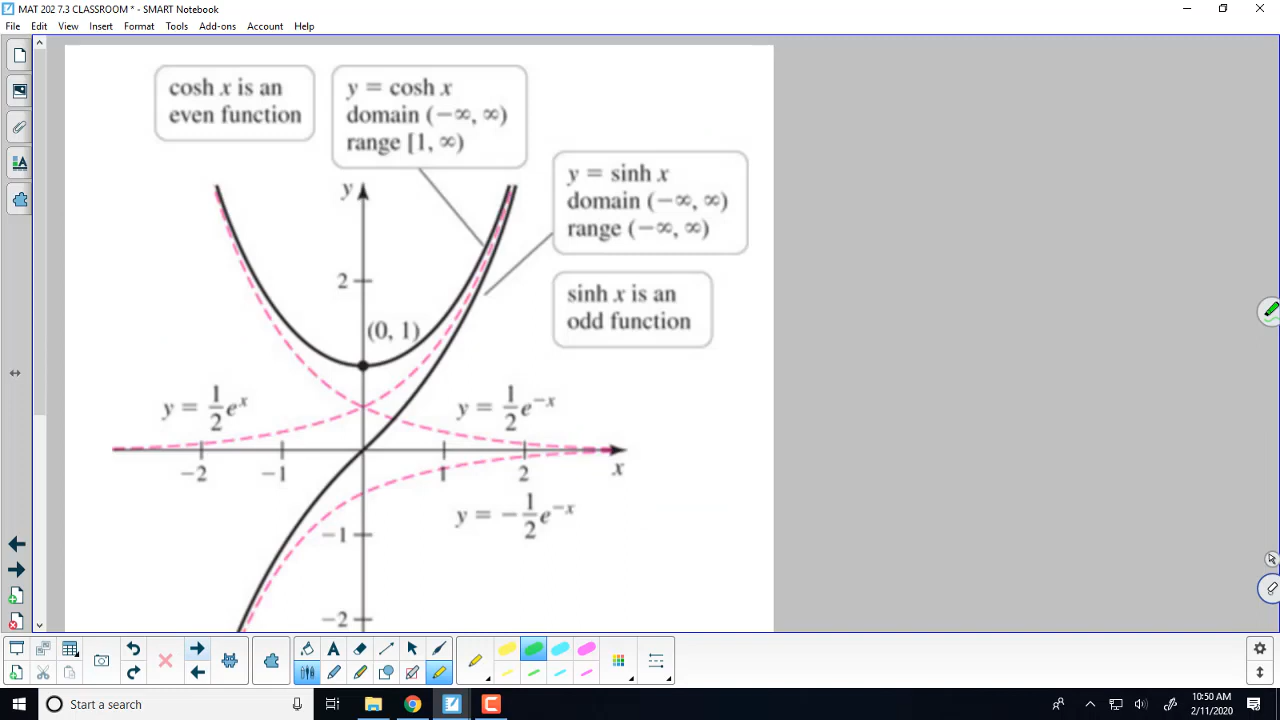 MAT 202 7.3 CLASSROOM * - SMART Notebook
File Edit View Insert Format Tools Add-ons Account Help
cosh x is an
even function
y = cosh x
domain (−∞, ∞)
range [1, ∞)
y = sinh x
domain (−∞, ∞)
range (−∞, ∞)
sinh x is an
odd function
y
2
(0, 1)
y = 1/2 e^x
y = 1/2 e^−x
−2 −1 1 2 x
y = − 1/2 e^−x
−1
−2
Start a search
10:50 AM
2/11/2020